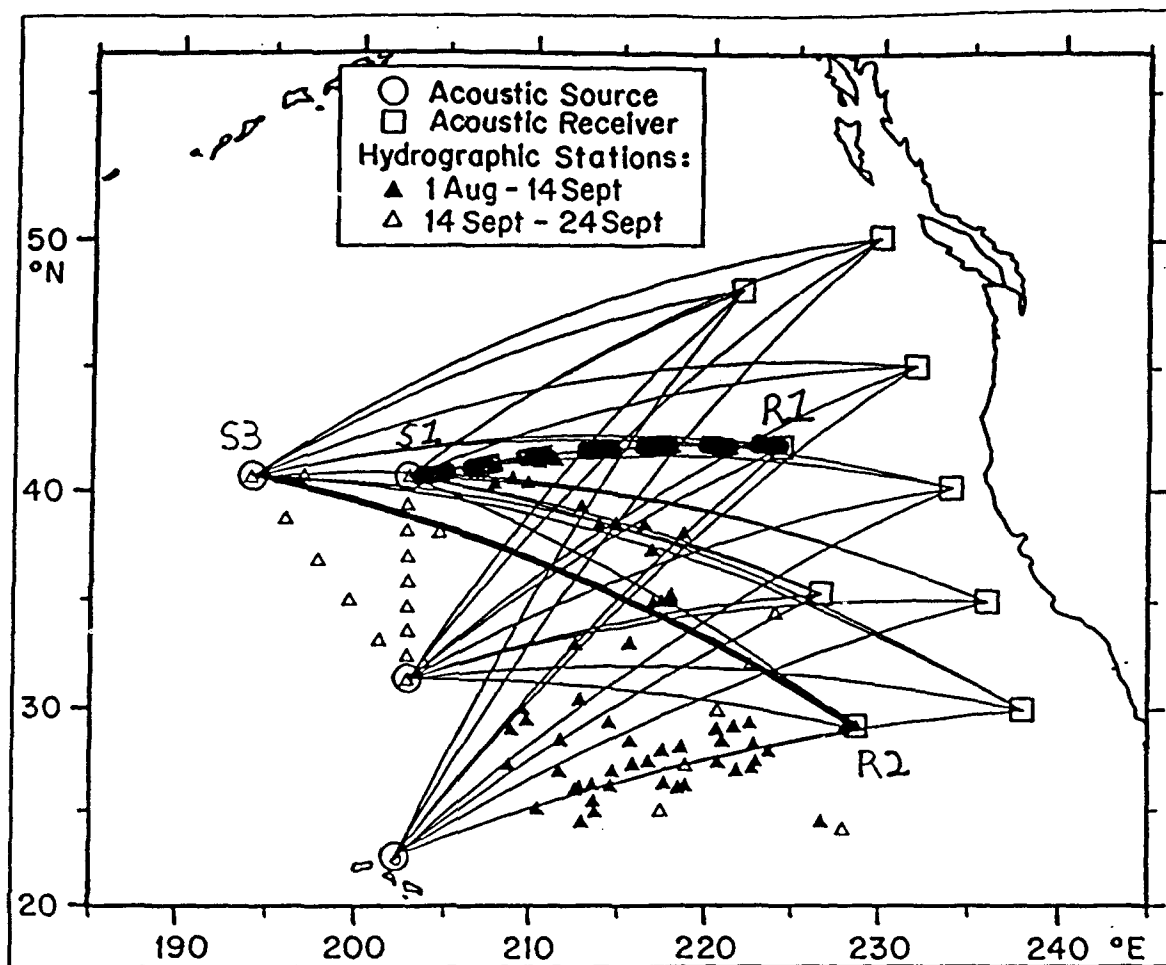 Acoustic Source
Acoustic Receiver
Hydrographic Stations:
1 Aug - 14 Sept
14 Sept - 24 Sept
50
°N
R1
S3
S1
40
30
R2
20
190
200
210
220
230
240
°E